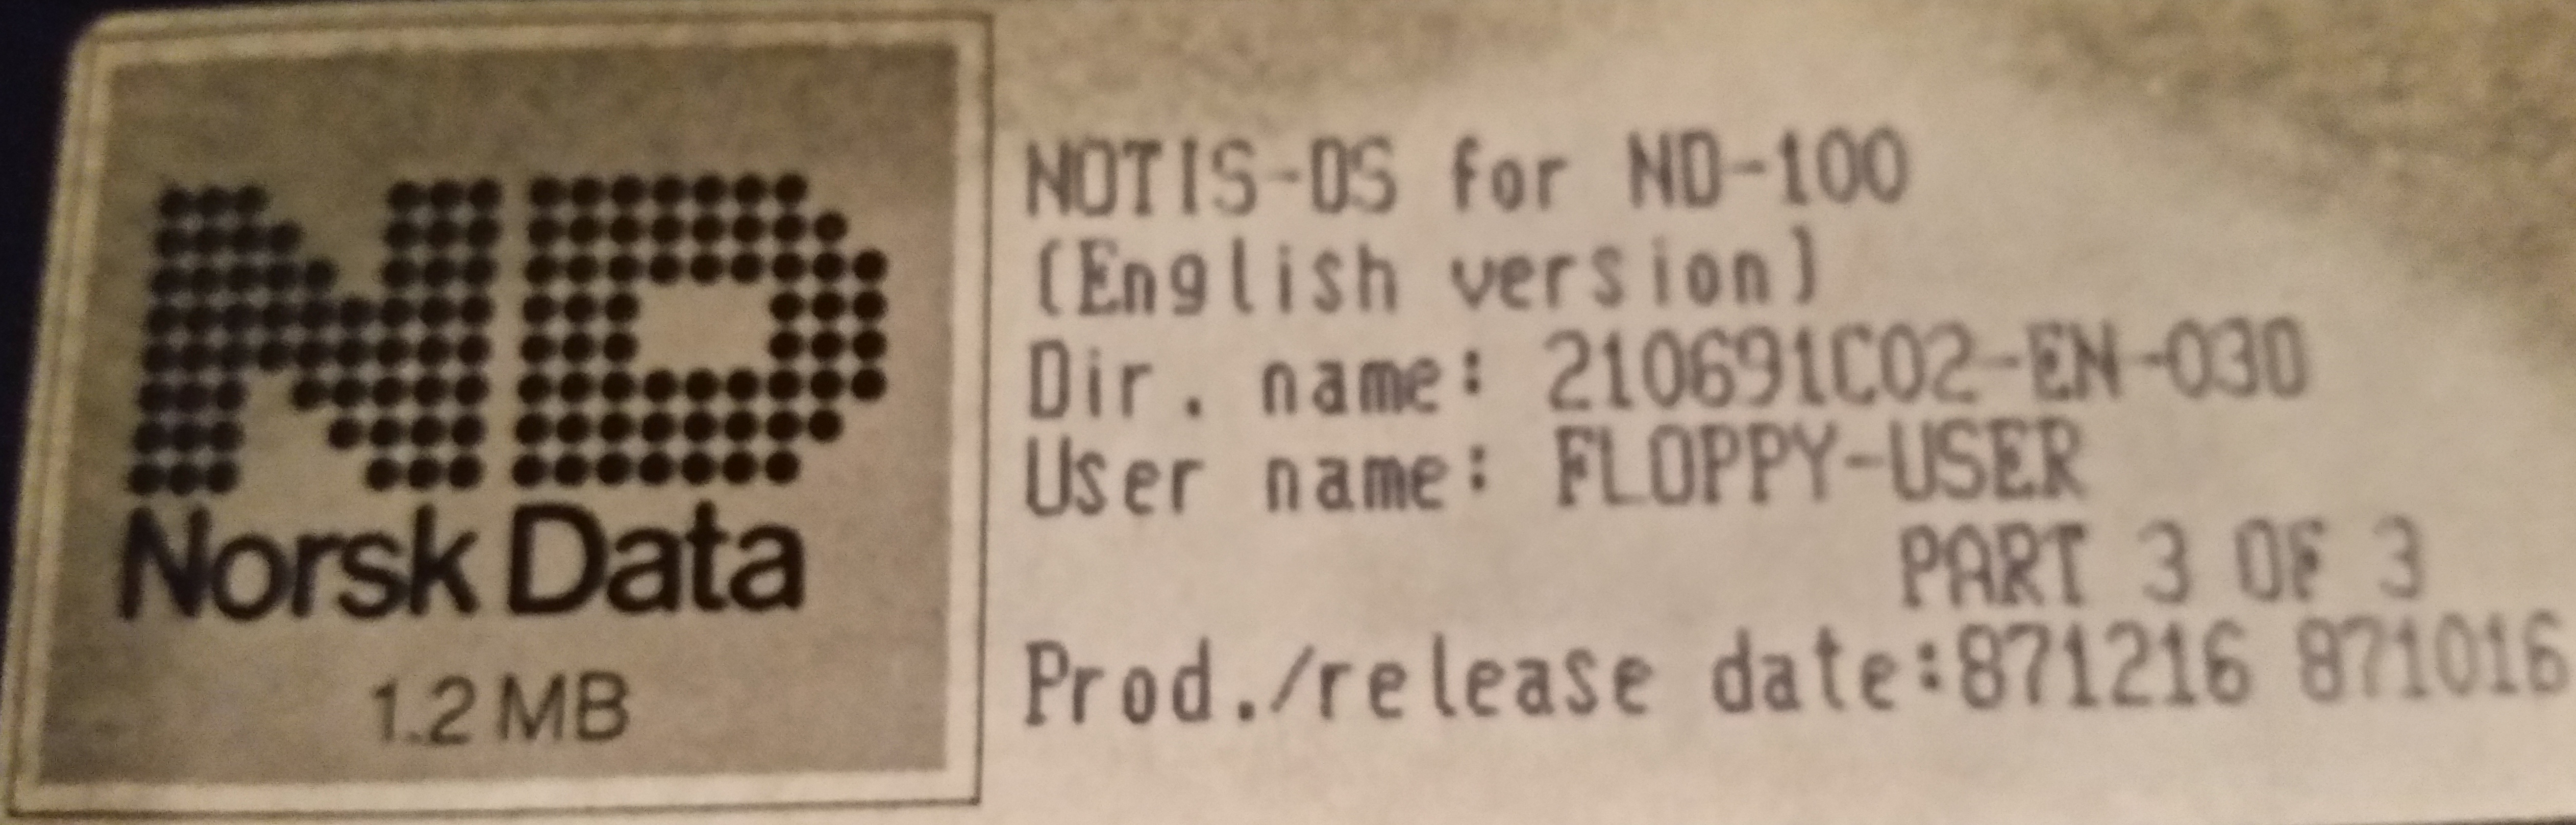 ND
Norsk Data
1.2 MB
NOTIS-DS for ND-100
(English version)
Dir. name: 210691C02-EN-03D
User name: FLOPPY-USER
PART 3 OF 3
Prod./release date:871216 871016